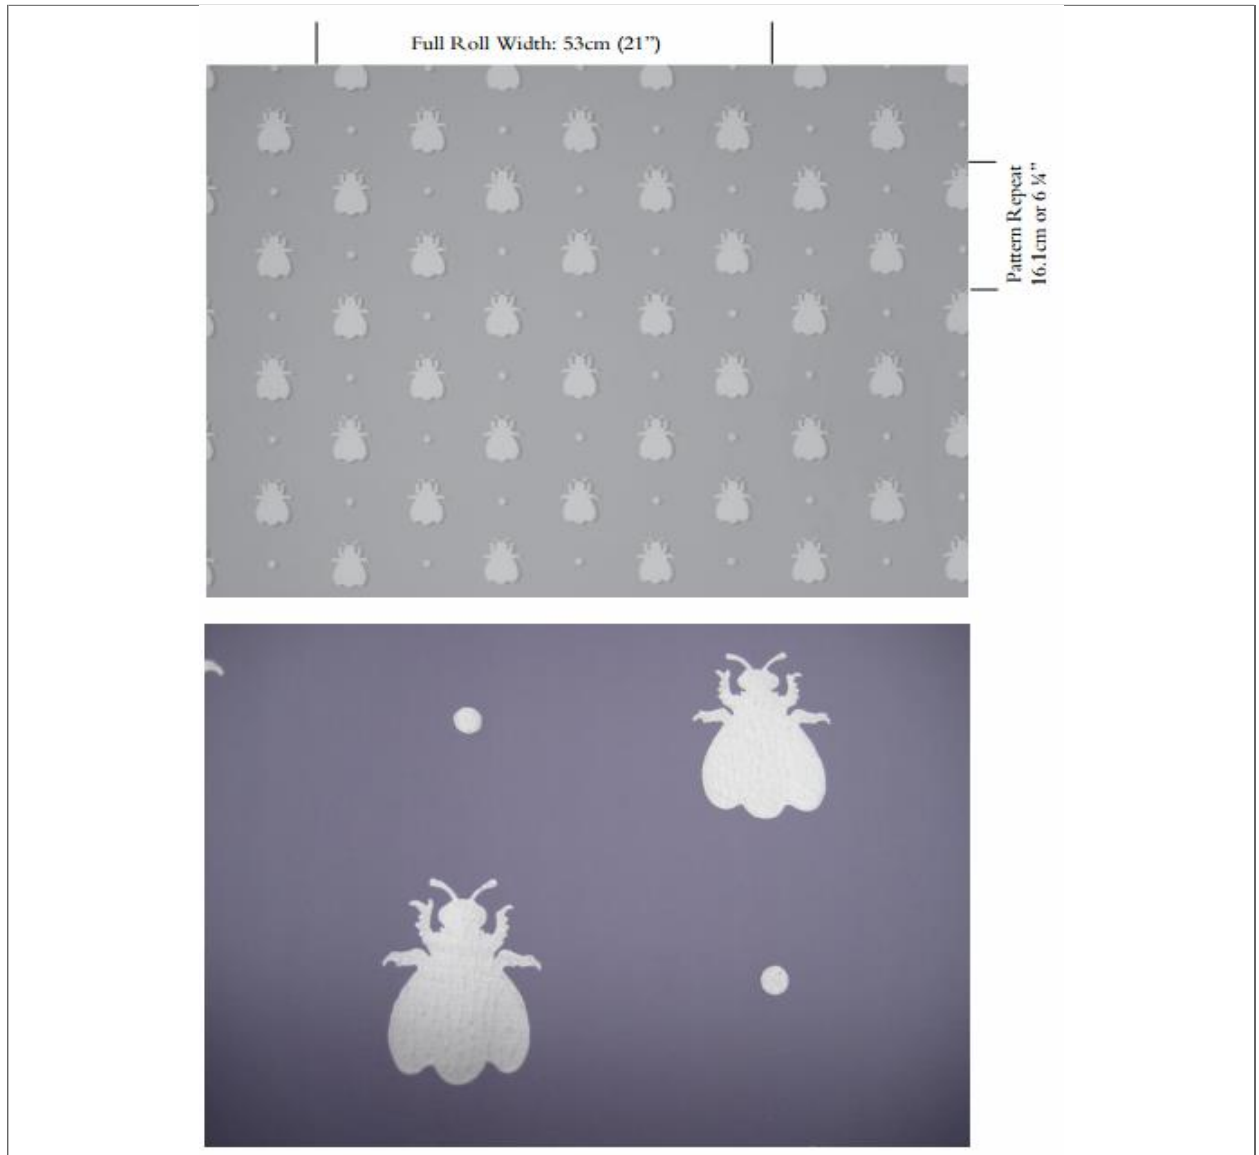 Full Roll Width: 53cm (21”)
Pattern Repeat
16.1cm or 6 ¼”